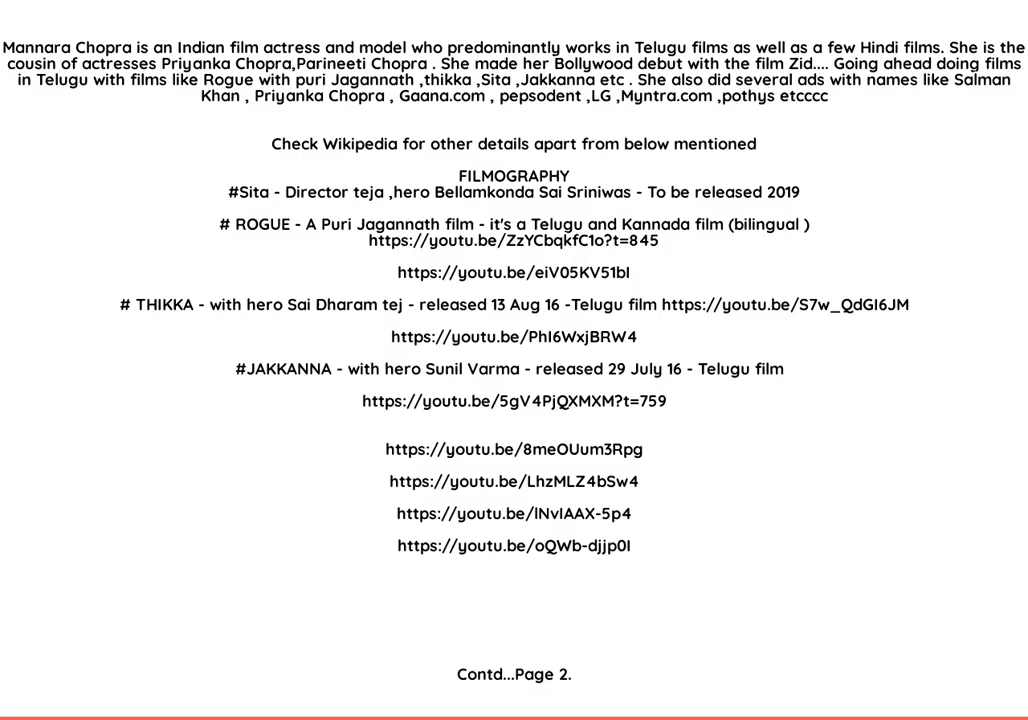 Mannara Chopra is an Indian film actress and model who predominantly works in Telugu films as well as a few Hindi films. She is the
cousin of actresses Priyanka Chopra,Parineeti Chopra . She made her Bollywood debut with the film Zid.... Going ahead doing films
in Telugu with films like Rogue with puri Jagannath ,thikka ,Sita ,Jakkanna etc . She also did several ads with names like Salman
Khan , Priyanka Chopra , Gaana.com , pepsodent ,LG ,Myntra.com ,pothys etcccc
Check Wikipedia for other details apart from below mentioned
FILMOGRAPHY
#Sita - Director teja ,hero Bellamkonda Sai Sriniwas - To be released 2019
# ROGUE - A Puri Jagannath film - it's a Telugu and Kannada film (bilingual )
https://youtu.be/ZzYCbqkfC1o?t=845
https://youtu.be/eiV05KV51bI
# THIKKA - with hero Sai Dharam tej - released 13 Aug 16 -Telugu film https://youtu.be/S7w_QdGI6JM
https://youtu.be/PhI6WxjBRW4
#JAKKANNA - with hero Sunil Varma - released 29 July 16 - Telugu film
https://youtu.be/5gV4PjQXMXM?t=759
https://youtu.be/8meOUum3Rpg
https://youtu.be/LhzMLZ4bSw4
https://youtu.be/lNvIAAX-5p4
https://youtu.be/oQWb-djjp0I
Contd...Page 2.